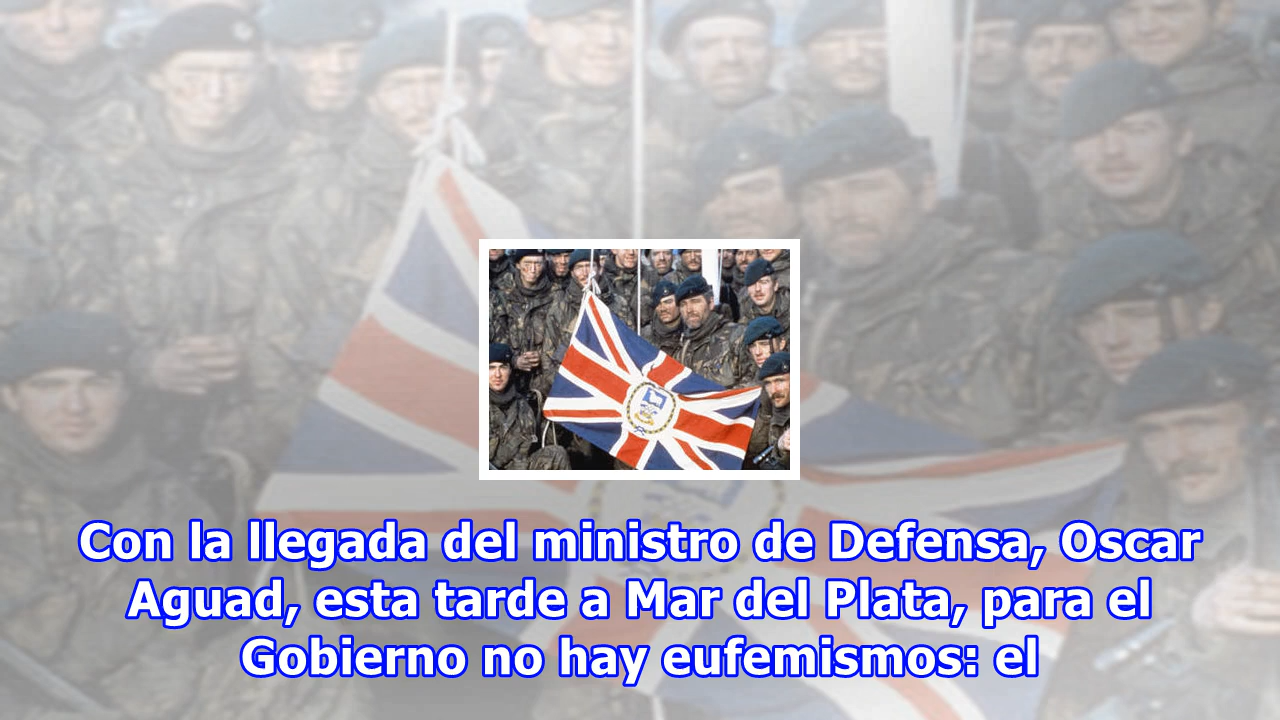 Con la llegada del ministro de Defensa, Oscar
Aguad, esta tarde a Mar del Plata, para el
Gobierno no hay eufemismos: el